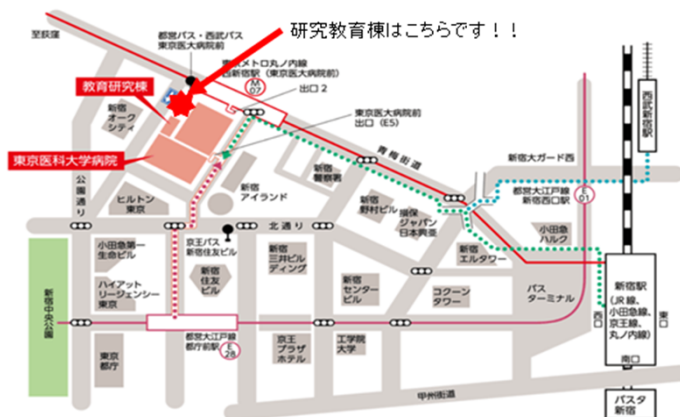 研究教育棟はこちらです！！
至荻窪
都営バス・西武バス
東京医大病院前
東京メトロ丸ノ内線
西新宿駅（東京医大病院前）
M
07
出口2
教育研究棟
新宿
オーク
シティ
東京医大病院前
出口（E5）
東京医科大学病院
青梅街道
西武新宿駅
新宿大ガード西
公園通り
ヒルトン
東京
新宿
アイランド
新宿
警察署
都営大江戸線
新宿西口駅
E
01
新宿
野村ビル
損保
ジャパン
日本興亜
小田急
ハルク
北通り
京王バス
新宿住友ビル
小田急第一
生命ビル
新宿
三井ビル
ディング
新宿
エルタワー
新宿
住友
ビル
新宿
センター
ビル
コクーン
タワー
バス
ターミナル
新宿駅
（JR線、
小田急線、
京王線、
丸ノ内線）
西口
東口
南口
ハイアット
リージェンシー
東京
新宿中央公園
都営大江戸線
都庁前駅
E
28
東京
都庁
京王
プラザ
ホテル
工学院
大学
甲州街道
バスタ
新宿